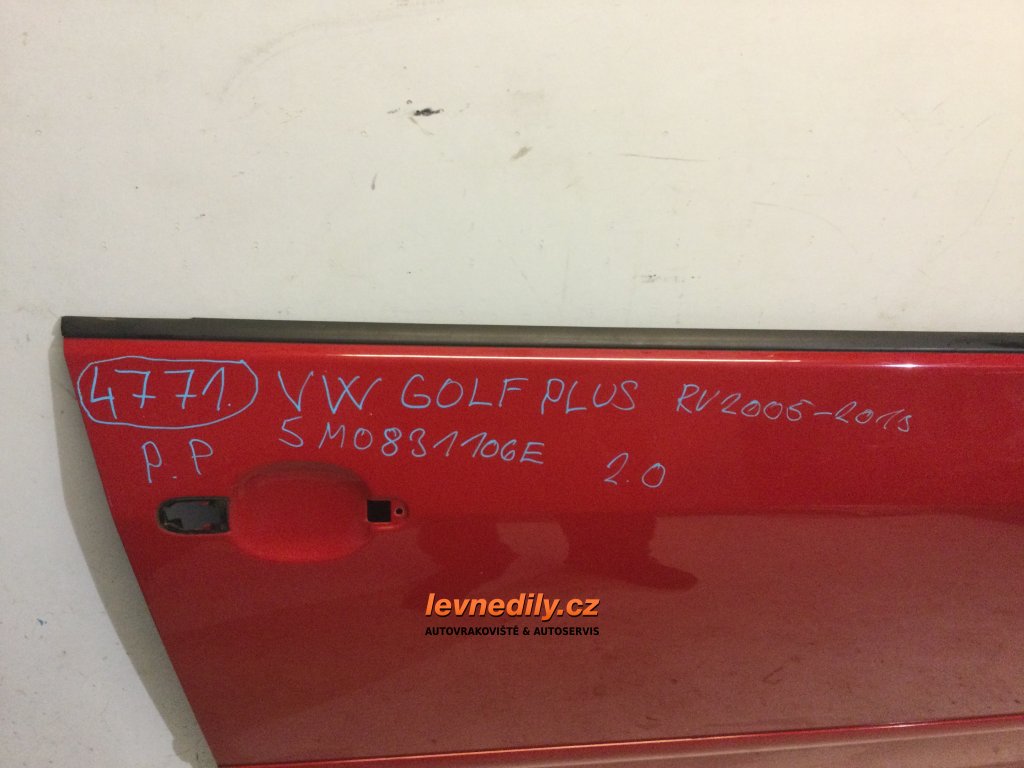 4771. VW GOLF PLUS RV2005-2013
P.P 5M0831106E 2.0
levnedily.cz
AUTOVRAKOVIŠTĚ & AUTOSERVIS